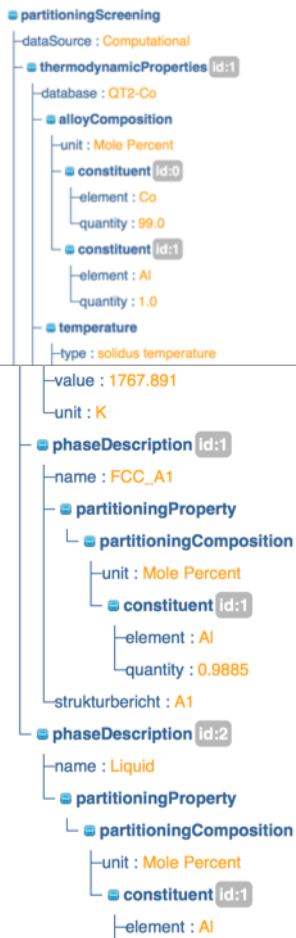 partitioningScreening
dataSource : Computational
thermodynamicProperties id:1
database : QT2-Co
alloyComposition
unit : Mole Percent
constituent id:0
element : Co
quantity : 99.0
constituent id:1
element : Al
quantity : 1.0
temperature
type : solidus temperature
value : 1767.891
unit : K
phaseDescription id:1
name : FCC_A1
partitioningProperty
partitioningComposition
unit : Mole Percent
constituent id:1
element : Al
quantity : 0.9885
strukturbericht : A1
phaseDescription id:2
name : Liquid
partitioningProperty
partitioningComposition
unit : Mole Percent
constituent id:1
element : Al